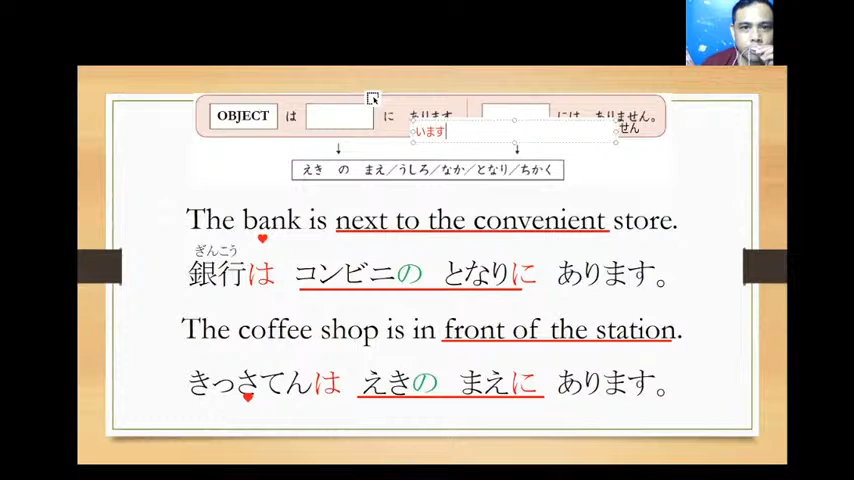 OBJECT は に あります には ありません。
います せん
えき の まえ/うしろ/なか/となり/ちかく
The bank is next to the convenient store.
ぎんこう
銀行は コンビニの となりに あります。
The coffee shop is in front of the station.
きっさてんは えきの まえに あります。